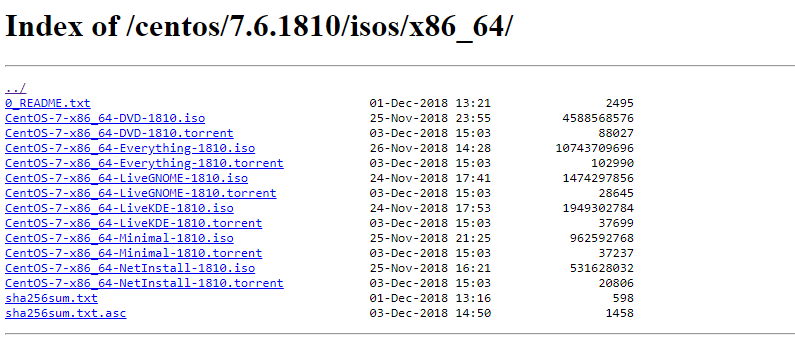 Index of /centos/7.6.1810/isos/x86_64/
../
0_README.txt 01-Dec-2018 13:21 2495
CentOS-7-x86_64-DVD-1810.iso 25-Nov-2018 23:55 4588568576
CentOS-7-x86_64-DVD-1810.torrent 03-Dec-2018 15:03 88027
CentOS-7-x86_64-Everything-1810.iso 26-Nov-2018 14:28 10743709696
CentOS-7-x86_64-Everything-1810.torrent 03-Dec-2018 15:03 102990
CentOS-7-x86_64-LiveGNOME-1810.iso 24-Nov-2018 17:41 1474297856
CentOS-7-x86_64-LiveGNOME-1810.torrent 03-Dec-2018 15:03 28645
CentOS-7-x86_64-LiveKDE-1810.iso 24-Nov-2018 17:53 1949302784
CentOS-7-x86_64-LiveKDE-1810.torrent 03-Dec-2018 15:03 37699
CentOS-7-x86_64-Minimal-1810.iso 25-Nov-2018 21:25 962592768
CentOS-7-x86_64-Minimal-1810.torrent 03-Dec-2018 15:03 37237
CentOS-7-x86_64-NetInstall-1810.iso 25-Nov-2018 16:21 531628032
CentOS-7-x86_64-NetInstall-1810.torrent 03-Dec-2018 15:03 20806
sha256sum.txt 01-Dec-2018 13:16 598
sha256sum.txt.asc 03-Dec-2018 14:50 1458